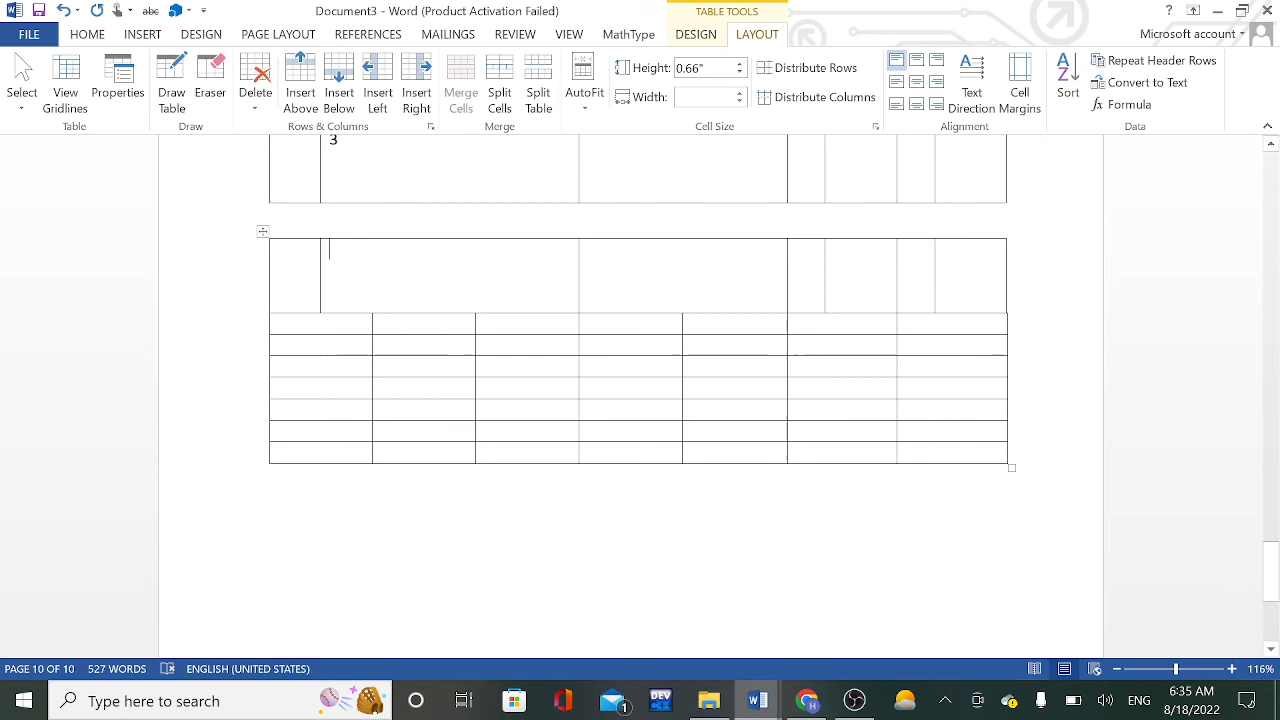 Document3 - Word (Product Activation Failed)
TABLE TOOLS
FILE HOME INSERT DESIGN PAGE LAYOUT REFERENCES MAILINGS REVIEW VIEW MathType DESIGN LAYOUT Microsoft account
Select
View Gridlines
Properties
Table
Draw Table
Eraser
Draw
Delete
Insert Above
Insert Below
Insert Left
Insert Right
Rows & Columns
Merge Cells
Split Cells
Split Table
Merge
AutoFit
Height: 0.66"
Width:
Distribute Rows
Distribute Columns
Cell Size
Text Direction
Cell Margins
Alignment
Sort
Repeat Header Rows
Convert to Text
Formula
Data
3
PAGE 10 OF 10 527 WORDS ENGLISH (UNITED STATES) 116%
Type here to search
DEV
1
ENG
6:35 AM
8/18/2022